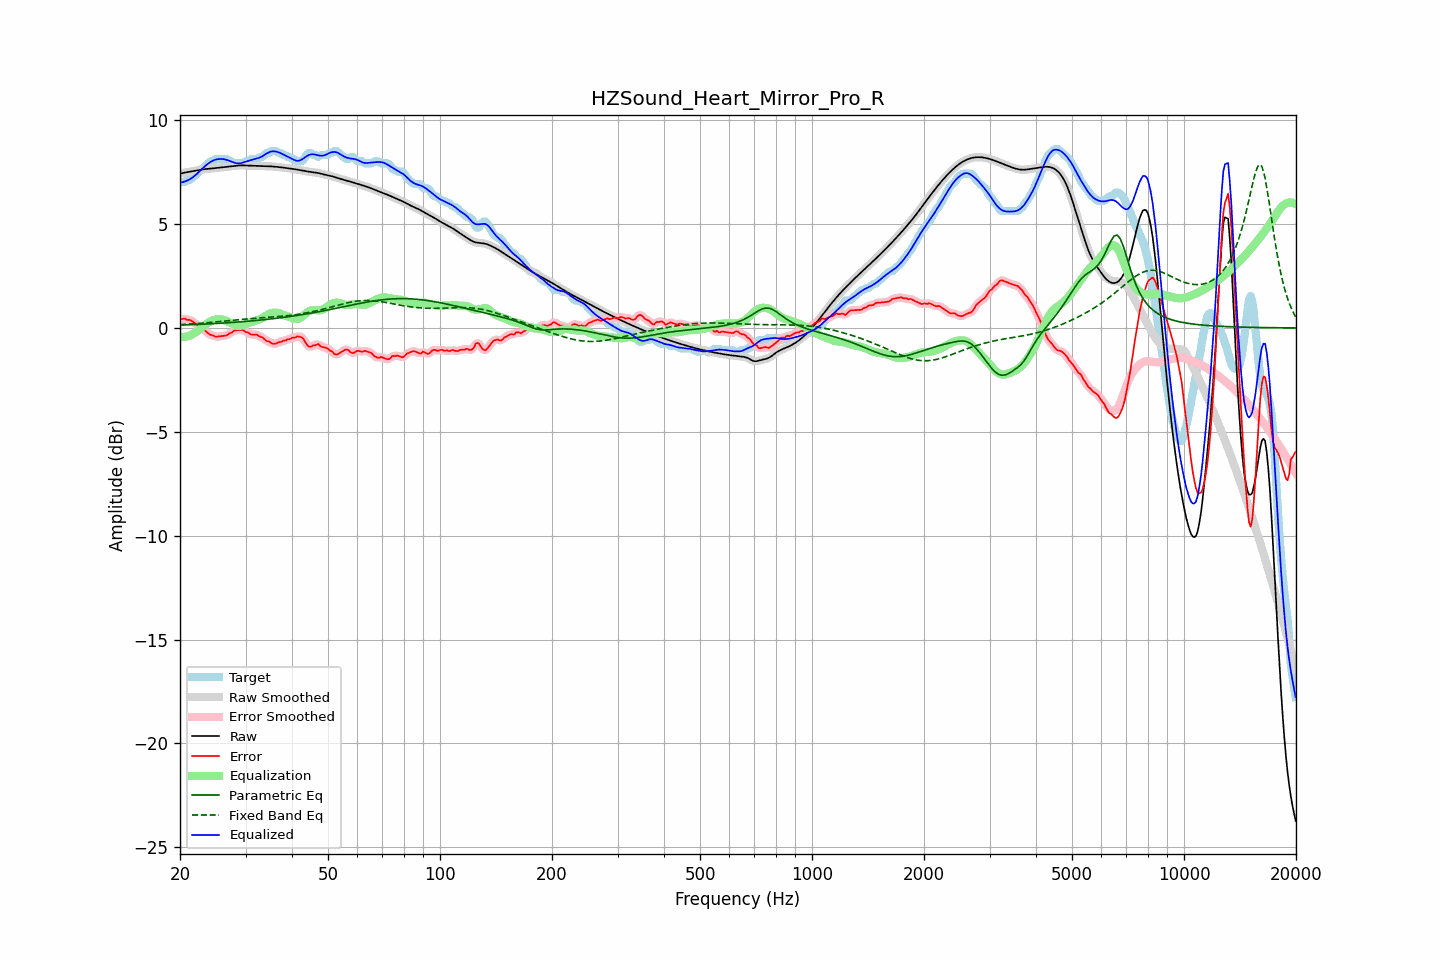 HZSound_Heart_Mirror_Pro_R
10
5
0
−5
−10
−15
−20
−25
Amplitude (dBr)
Target
Raw Smoothed
Error Smoothed
Raw
Error
Equalization
Parametric Eq
Fixed Band Eq
Equalized
20 50 100 200 500 1000 2000 5000 10000 20000
Frequency (Hz)